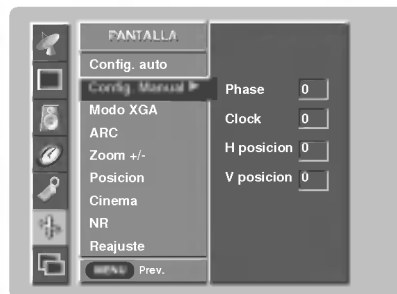 PANTALLA
Config. auto
Config. Manual
Modo XGA
ARC
Zoom +/-
Posicion
Cinema
NR
Reajuste
MENU Prev.
Phase 0
Clock 0
H posicion 0
V posicion 0